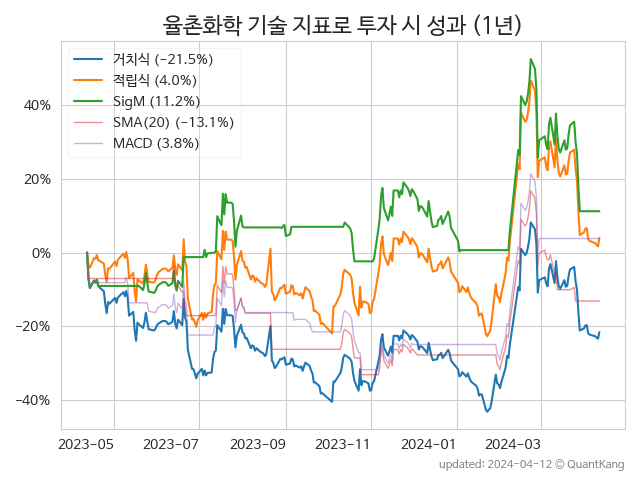 율촌화학 기술 지표로 투자 시 성과 (1년)
거치식 (−21.5%)
적립식 (4.0%)
SigM (11.2%)
SMA(20) (−13.1%)
MACD (3.8%)
40%
20%
0%
−20%
−40%
2023−05 2023−07 2023−09 2023−11 2024−01 2024−03
updated: 2024−04−12 © QuantKang